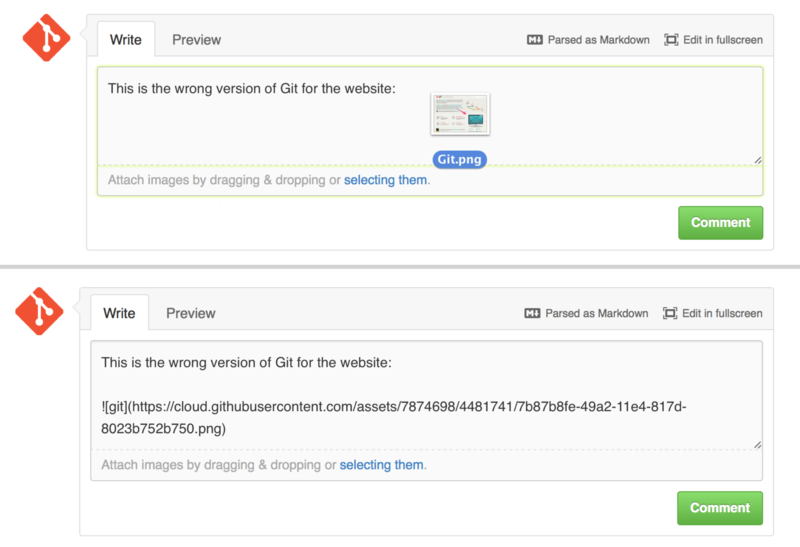 Write Preview Parsed as Markdown Edit in fullscreen
This is the wrong version of Git for the website:
Git.png
Attach images by dragging & dropping or selecting them.
Comment
Write Preview Parsed as Markdown Edit in fullscreen
This is the wrong version of Git for the website:
![git](https://cloud.githubusercontent.com/assets/7874698/4481741/7b87b8fe-49a2-11e4-817d-
8023b752b750.png)
Attach images by dragging & dropping or selecting them.
Comment